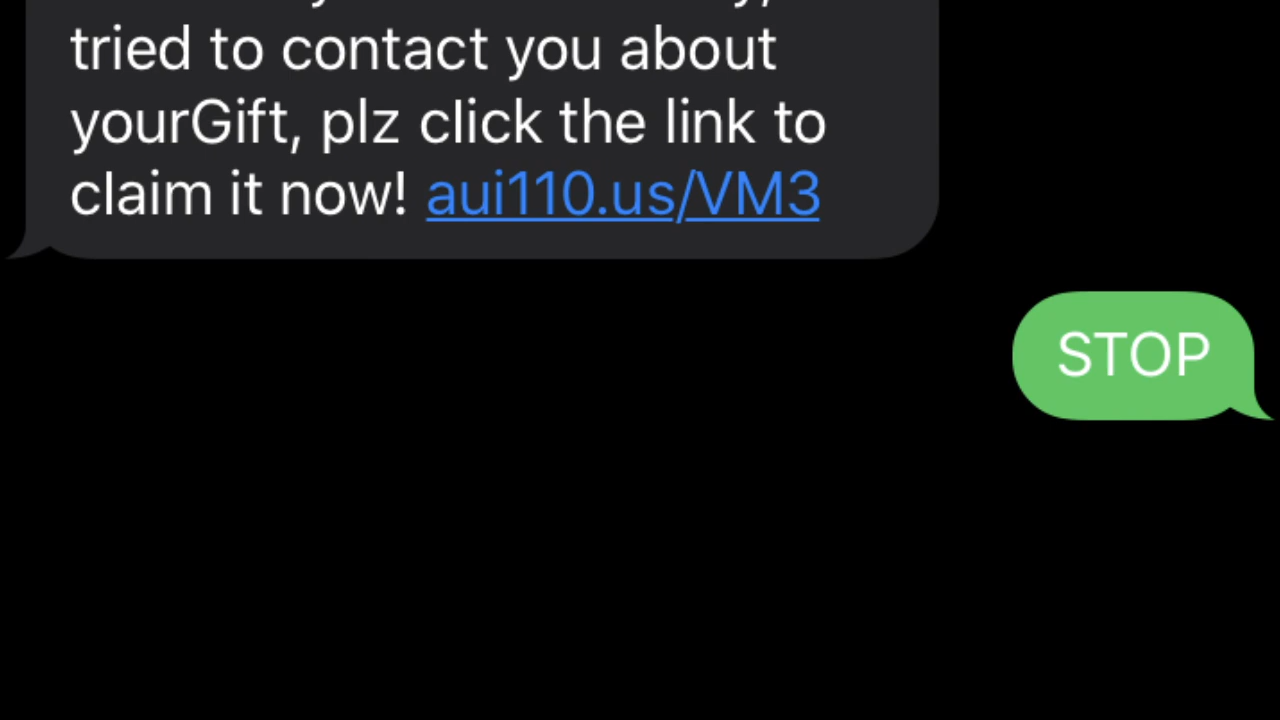 tried to contact you about
yourGift, plz click the link to
claim it now! aui110.us/VM3
STOP